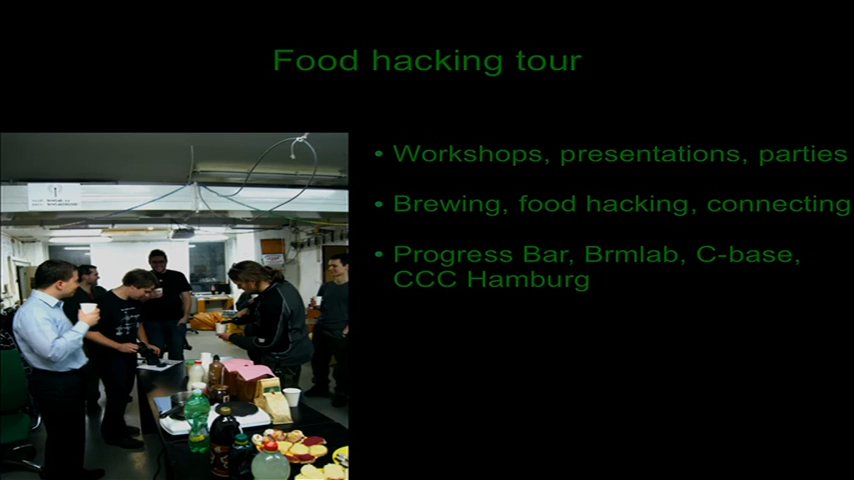 Food hacking tour
• Workshops, presentations, parties
• Brewing, food hacking, connecting
• Progress Bar, Brmlab, C-base,
CCC Hamburg